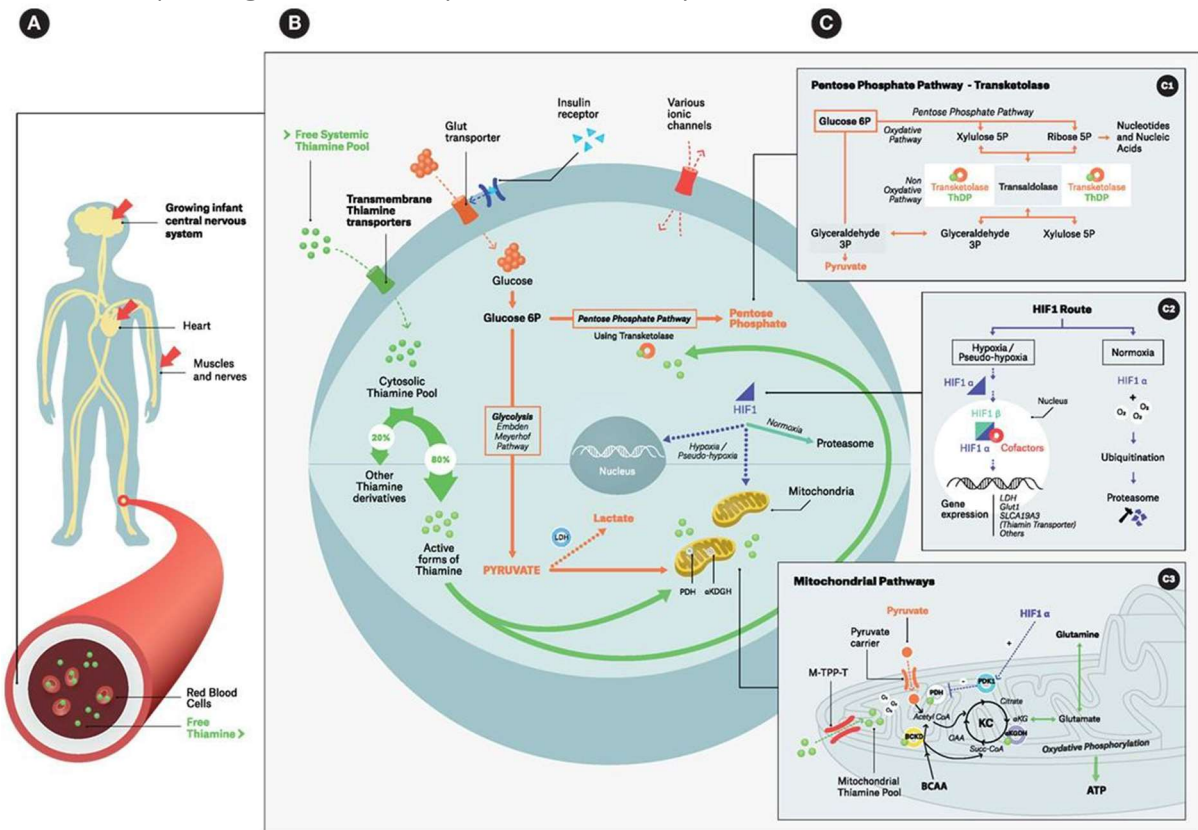 A
B
C
Growing infant
central nervous
system
Heart
Muscles
and nerves
Red Blood
Cells
Free
Thiamine >
> Free Systemic
Thiamine Pool
Glut
transporter
Insulin
receptor
Various
ionic
channels
Transmembrane
Thiamine
transporters
Glucose
Glucose 6P
Pentose Phosphate Pathway
Using Transketolase
Pentose
Phosphate
Cytosolic
Thiamine Pool
20%
80%
Other
Thiamine
derivatives
Active
forms of
Thiamine
Glycolysis
Embden
Meyerhof
Pathway
HIF1
Normoxia
Hypoxia /
Pseudo-hypoxia
Proteasome
Nucleus
Mitochondria
Lactate
LDH
PYRUVATE
PDH
αKDGH
Pentose Phosphate Pathway - Transketolase
C1
Glucose 6P
Pentose Phosphate Pathway
Oxydative
Pathway
Xylulose 5P
Ribose 5P
Nucleotides
and Nucleic
Acids
Non
Oxydative
Pathway
Transketolase
ThDP
Transaldolase
Transketolase
ThDP
Glyceraldehyde
3P
Glyceraldehyde
3P
Xylulose 5P
Pyruvate
HIF1 Route
C2
Hypoxia /
Pseudo-hypoxia
Normoxia
HIF1 α
HIF1 α
+
O₂
O₂
O₂
Nucleus
HIF1 β
HIF1 α
Cofactors
Ubiquitination
Gene
expression
LDH
Glut1
SLCA19A3
(Thiamin Transporter)
Others
Proteasome
Mitochondrial Pathways
C3
Pyruvate
HIF1 α
Pyruvate
carrier
Glutamine
M-TPP-T
+
-
PDK1
PDH
O₂
O₂
O₂
Citrate
Acetyl CoA
KC
αKG
Glutamate
OAA
αKGDH
BCKD
Succ-CoA
Oxydative Phosphorylation
Mitochondrial
Thiamine Pool
BCAA
ATP